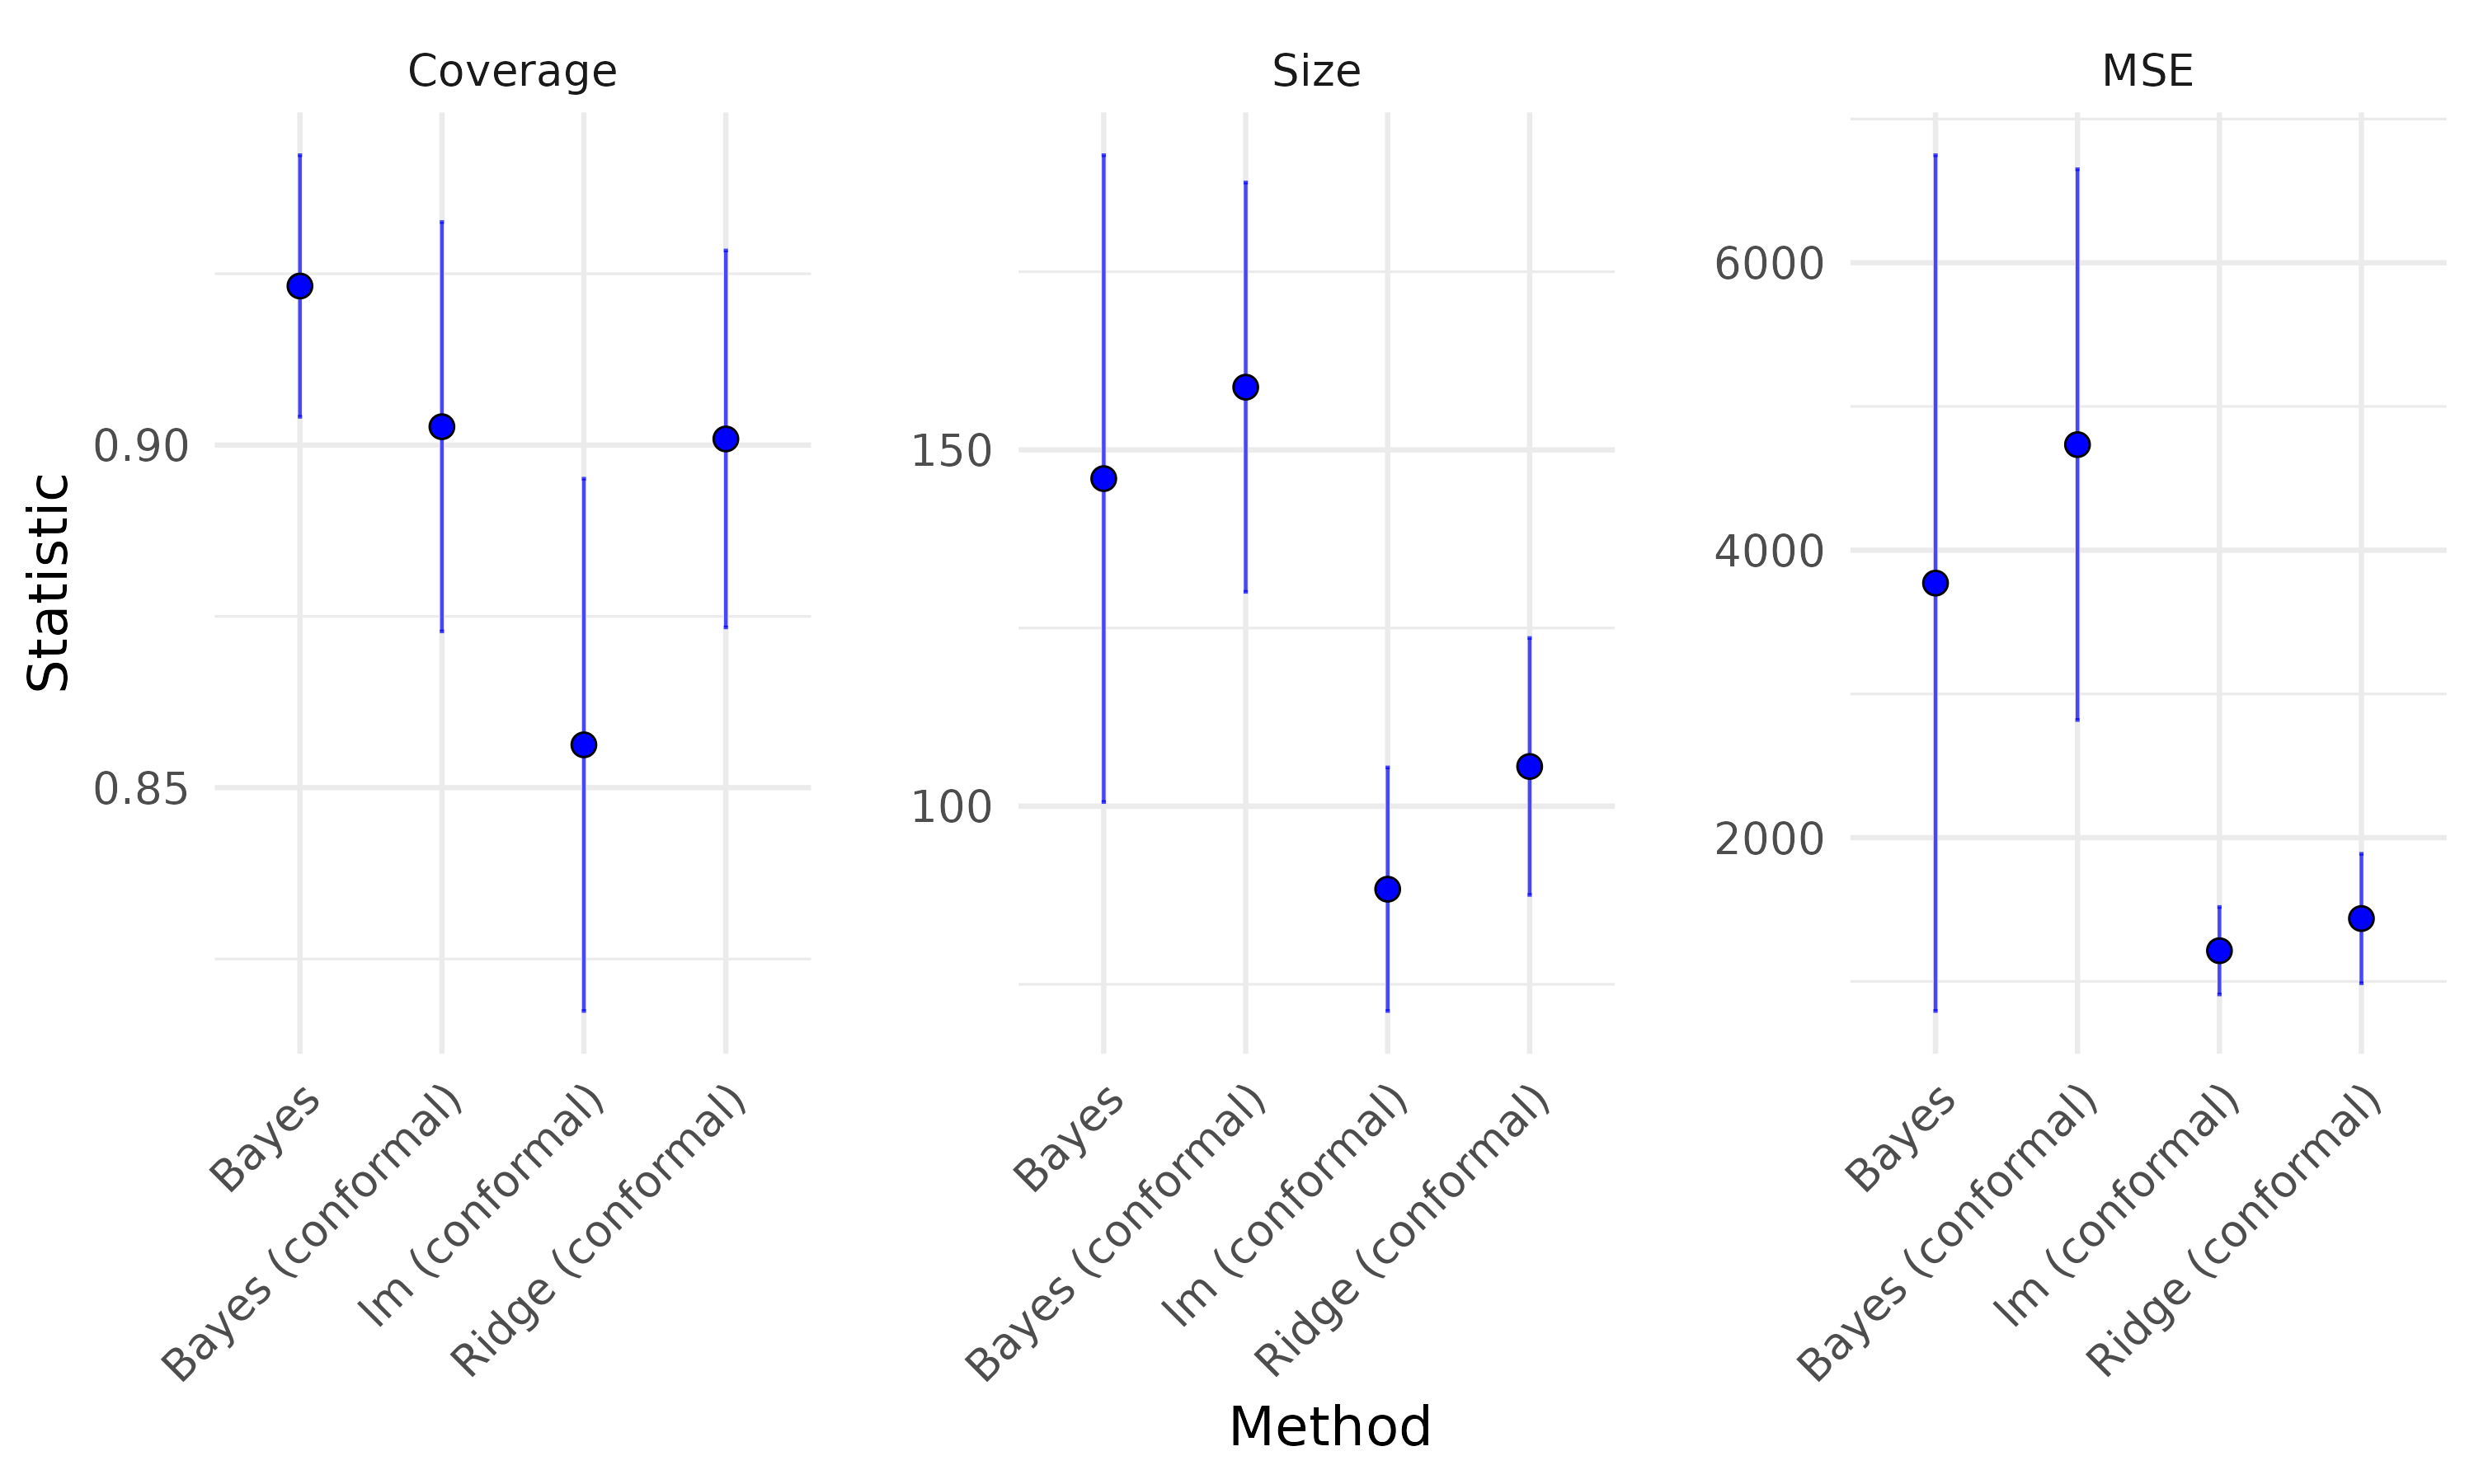 Coverage
Size
MSE
Statistic
0.90
0.85
150
100
6000
4000
2000
Bayes
Bayes (conformal)
lm (conformal)
Ridge (conformal)
Bayes
Bayes (conformal)
lm (conformal)
Ridge (conformal)
Bayes
Bayes (conformal)
lm (conformal)
Ridge (conformal)
Method